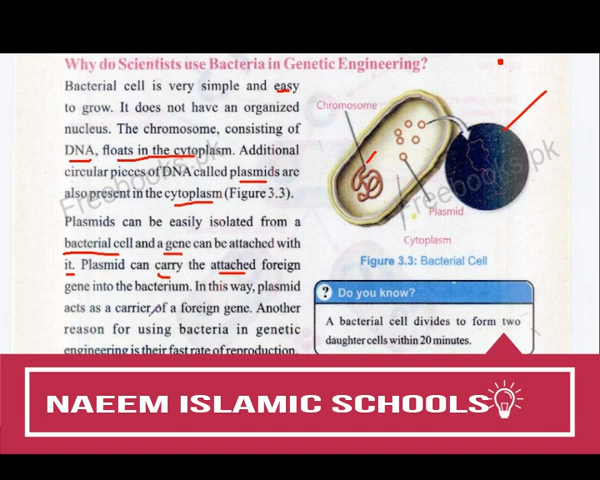 Why do Scientists use Bacteria in Genetic Engineering?
Bacterial cell is very simple and easy
to grow. It does not have an organized
nucleus. The chromosome, consisting of
DNA, floats in the cytoplasm. Additional
circular pieces of DNA called plasmids are
also present in the cytoplasm (Figure 3.3).
Plasmids can be easily isolated from a
bacterial cell and a gene can be attached with
it. Plasmid can carry the attached foreign
gene into the bacterium. In this way, plasmid
acts as a carrier of a foreign gene. Another
reason for using bacteria in genetic
engineering is their fast rate of reproduction.
Chromosome
Plasmid
Cytoplasm
Figure 3.3: Bacterial Cell
? Do you know?
A bacterial cell divides to form two
daughter cells within 20 minutes.
Freebooks.pk
Freebooks.pk
NAEEM ISLAMIC SCHOOLS